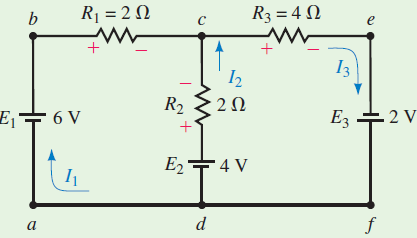 b R₁ = 2 Ω c R₃ = 4 Ω e
+ − + −
I₂ I₃
− R₂ 2 Ω
+
E₁ 6 V E₃ 2 V
E₂ 4 V
I₁
a d f